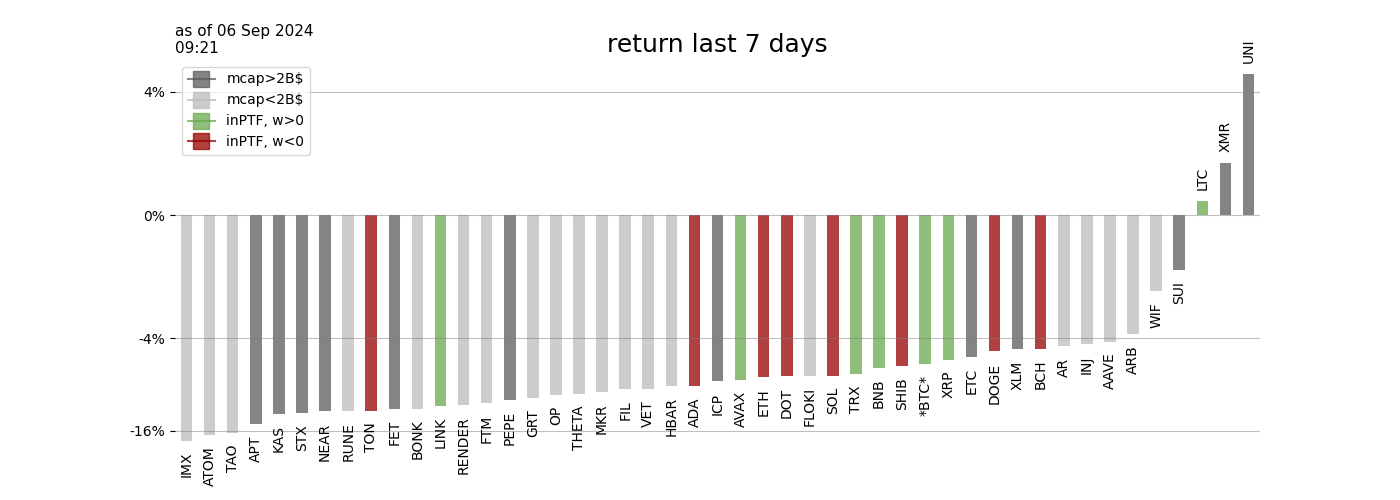 as of 06 Sep 2024
09:21
return last 7 days
mcap>2B$
mcap<2B$
inPTF, w>0
inPTF, w<0
4%
0%
-4%
-16%
IMX
ATOM
TAO
APT
KAS
STX
NEAR
RUNE
TON
FET
BONK
LINK
RENDER
FTM
PEPE
GRT
OP
THETA
MKR
FIL
VET
HBAR
ADA
ICP
AVAX
ETH
DOT
FLOKI
SOL
TRX
BNB
SHIB
*BTC*
XRP
ETC
DOGE
XLM
BCH
AR
INJ
AAVE
ARB
WIF
SUI
LTC
XMR
UNI